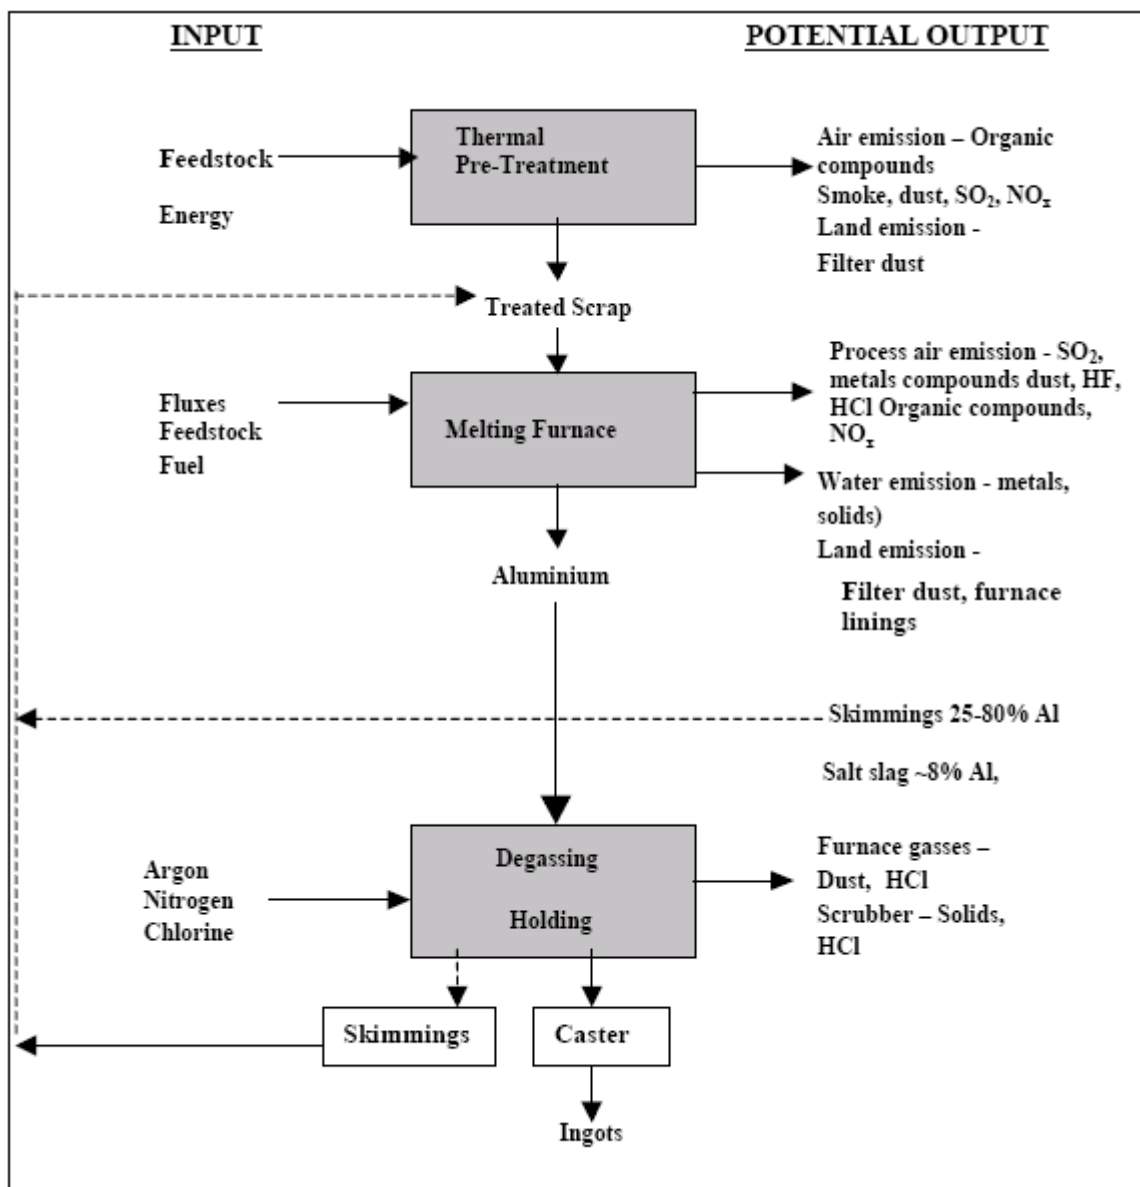 INPUT
POTENTIAL OUTPUT
Thermal
Pre-Treatment
Feedstock
Energy
Air emission – Organic
compounds
Smoke, dust, SO₂, NOₓ
Land emission -
Filter dust
Treated Scrap
Fluxes
Feedstock
Fuel
Melting Furnace
Process air emission - SO₂,
metals compounds dust, HF,
HCl Organic compounds,
NOₓ
Water emission - metals,
solids)
Land emission -
Filter dust, furnace
linings
Aluminium
Skimmings 25-80% Al
Salt slag ~8% Al,
Argon
Nitrogen
Chlorine
Degassing
Holding
Furnace gasses –
Dust, HCl
Scrubber – Solids,
HCl
Skimmings
Caster
Ingots